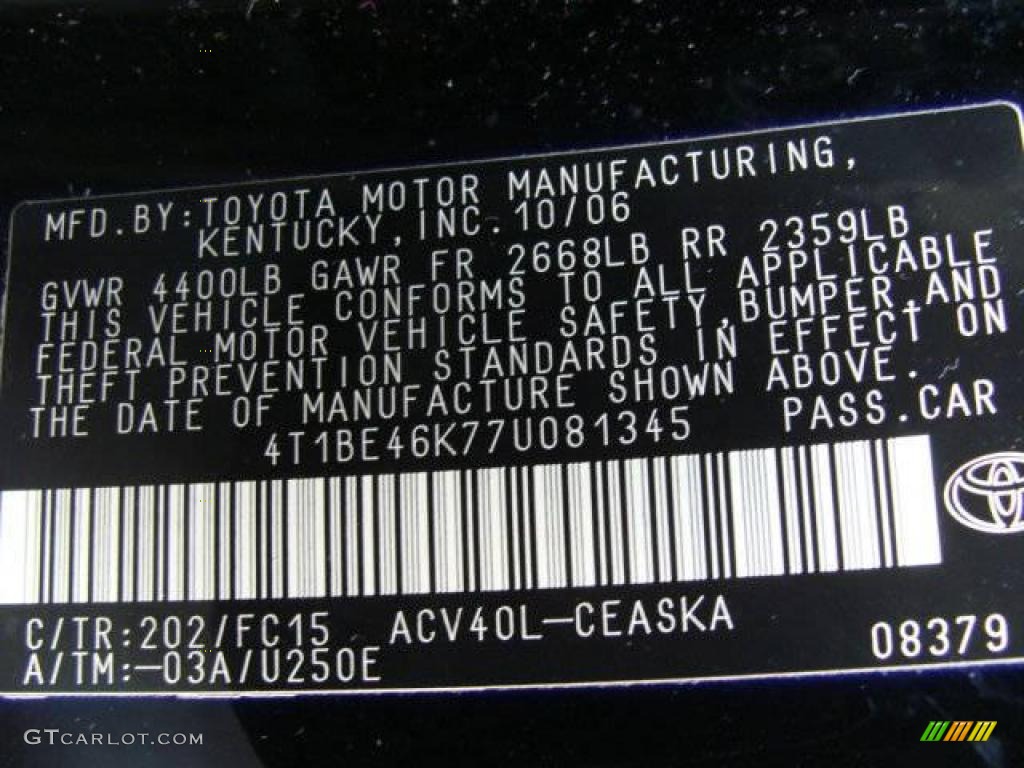 MFD.BY:TOYOTA MOTOR MANUFACTURING,
KENTUCKY,INC.10/06
GVWR 4400LB GAWR FR 2668LB RR 2359LB
THIS VEHICLE CONFORMS TO ALL APPLICABLE
FEDERAL MOTOR VEHICLE SAFETY,BUMPER,AND
THEFT PREVENTION STANDARDS IN EFFECT ON
THE DATE OF MANUFACTURE SHOWN ABOVE.
4T1BE46K77U081345 PASS.CAR
C/TR:202/FC15 ACV40L-CEASKA
A/TM:-03A/U250E 08379
GTCARLOT.COM